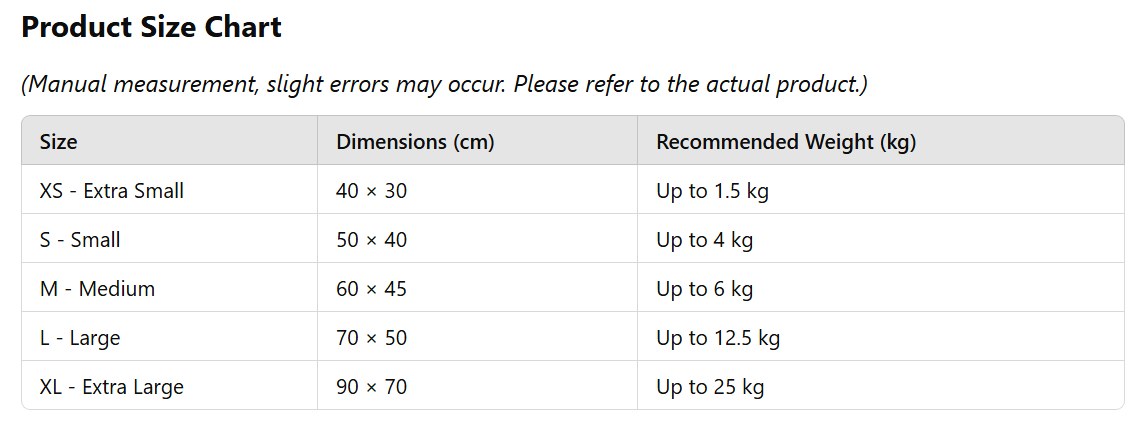 Product Size Chart
(Manual measurement, slight errors may occur. Please refer to the actual product.)
Size Dimensions (cm) Recommended Weight (kg)
XS - Extra Small 40 × 30 Up to 1.5 kg
S - Small 50 × 40 Up to 4 kg
M - Medium 60 × 45 Up to 6 kg
L - Large 70 × 50 Up to 12.5 kg
XL - Extra Large 90 × 70 Up to 25 kg